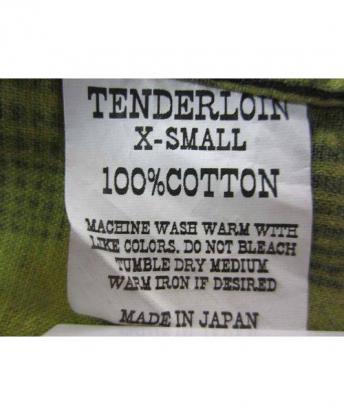 TENDERLOIN
X-SMALL
100%COTTON
MACHINE WASH WARM WITH
LIKE COLORS. DO NOT BLEACH
TUMBLE DRY MEDIUM
WARM IRON IF DESIRED
MADE IN JAPAN